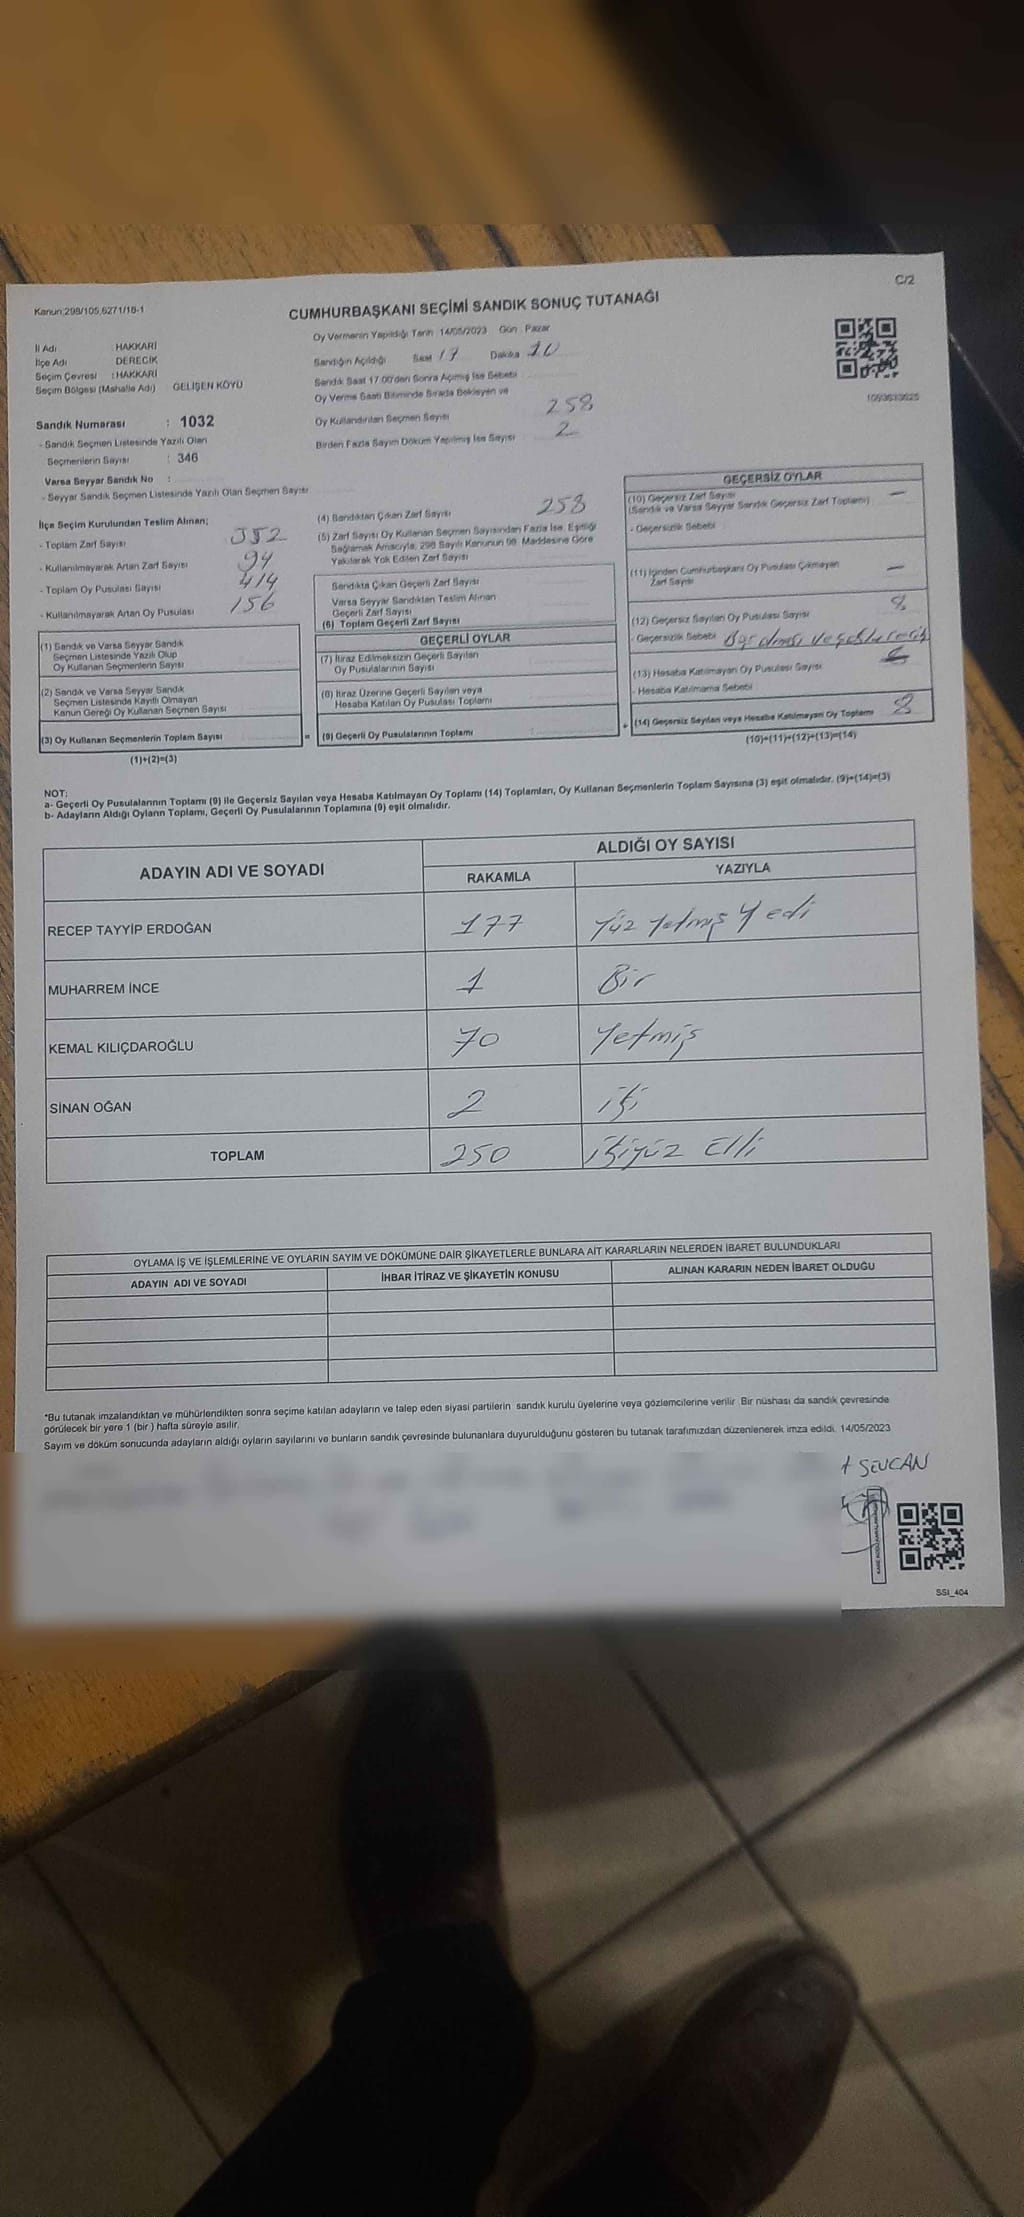 C/2
Kanun:298/105,6271/18-1
CUMHURBAŞKANI SEÇİMİ SANDIK SONUÇ TUTANAĞI
Oy Vermenin Yapıldığı Tarih : 14/05/2023 Gün : Pazar
İl Adı : HAKKARİ
İlçe Adı : DERECİK
Seçim Çevresi : HAKKARİ
Seçim Bölgesi (Mahalle Adı) GELİŞEN KÖYÜ
Sandığın Açıldığı Saat 17 Dakika 10
Sandık Saat 17.00'den Sonra Açılmış İse Sebebi
Oy Verme Saati Bitiminde Sırada Bekleyen ve
Oy Kullandırılan Seçmen Sayısı 258
Birden Fazla Sayım Döküm Yapılmış İse Sayısı 2
Sandık Numarası : 1032
- Sandık Seçmen Listesinde Yazılı Olan
Seçmenlerin Sayısı : 346
Varsa Seyyar Sandık No :
- Seyyar Sandık Seçmen Listesinde Yazılı Olan Seçmen Sayısı
İlçe Seçim Kurulundan Teslim Alınan;
- Toplam Zarf Sayısı 352
- Kullanılmayarak Artan Zarf Sayısı 94
- Toplam Oy Pusulası Sayısı 414
- Kullanılmayarak Artan Oy Pusulası 156
(1) Sandık ve Varsa Seyyar Sandık
Seçmen Listesinde Yazılı Olup
Oy Kullanan Seçmenlerin Sayısı
(2) Sandık ve Varsa Seyyar Sandık
Seçmen Listesinde Kayıtlı Olmayan
Kanun Gereği Oy Kullanan Seçmen Sayısı
(3) Oy Kullanan Seçmenlerin Toplam Sayısı
(1)+(2)=(3)
(4) Sandıktan Çıkan Zarf Sayısı 258
(5) Zarf Sayısı Oy Kullanan Seçmen Sayısından Fazla İse, Eşitliği
Sağlamak Amacıyla; 298 Sayılı Kanunun 98. Maddesine Göre
Yakılarak Yok Edilen Zarf Sayısı
Sandıkta Çıkan Geçerli Zarf Sayısı
Varsa Seyyar Sandıktan Teslim Alınan
Geçerli Zarf Sayısı
(6) Toplam Geçerli Zarf Sayısı
GEÇERLİ OYLAR
(7) İtiraz Edilmeksizin Geçerli Sayılan
Oy Pusulalarının Sayısı
(8) İtiraz Üzerine Geçerli Sayılan veya
Hesaba Katılan Oy Pusulası Toplamı
= (9) Geçerli Oy Pusulalarının Toplamı
GEÇERSİZ OYLAR
(10) Geçersiz Zarf Sayısı —
(Sandık ve Varsa Seyyar Sandık Geçersiz Zarf Toplamı)
- Geçersizlik Sebebi
(11) İçinden Cumhurbaşkanı Oy Pusulası Çıkmayan —
Zarf Sayısı
(12) Geçersiz Sayılan Oy Pusulası Sayısı 8
- Geçersizlik Sebebi
(13) Hesaba Katılmayan Oy Pusulası Sayısı
- Hesaba Katılmama Sebebi
+ (14) Geçersiz Sayılan veya Hesaba Katılmayan Oy Toplamı 8
(10)+(11)+(12)+(13)=(14)
NOT:
a- Geçerli Oy Pusulalarının Toplamı (9) ile Geçersiz Sayılan veya Hesaba Katılmayan Oy Toplamı (14) Toplamları, Oy Kullanan Seçmenlerin Toplam Sayısına (3) eşit olmalıdır. (9)+(14)=(3)
b- Adayların Aldığı Oyların Toplamı, Geçerli Oy Pusulalarının Toplamına (9) eşit olmalıdır.
ADAYIN ADI VE SOYADI ALDIĞI OY SAYISI
RAKAMLA YAZIYLA
RECEP TAYYİP ERDOĞAN 177 Yüz Yetmiş Yedi
MUHARREM İNCE 1 Bir
KEMAL KILIÇDAROĞLU 70 Yetmiş
SİNAN OĞAN 2 iki
TOPLAM 250 ikiyüz Elli
OYLAMA İŞ VE İŞLEMLERİNE VE OYLARIN SAYIM VE DÖKÜMÜNE DAİR ŞİKAYETLERLE BUNLARA AİT KARARLARIN NELERDEN İBARET BULUNDUKLARI
ADAYIN ADI VE SOYADI İHBAR İTİRAZ VE ŞİKAYETİN KONUSU ALINAN KARARIN NEDEN İBARET OLDUĞU
*Bu tutanak imzalandıktan ve mühürlendikten sonra seçime katılan adayların ve talep eden siyasi partilerin sandık kurulu üyelerine veya gözlemcilerine verilir. Bir nüshası da sandık çevresinde
görülecek bir yere 1 (bir ) hafta süreyle asılır.
Sayım ve döküm sonucunda adayların aldığı oyların sayılarını ve bunların sandık çevresinde bulunanlara duyurulduğunu gösteren bu tutanak tarafımızdan düzenlenerek imza edildi. 14/05/2023
SEVCAN
SSI_404